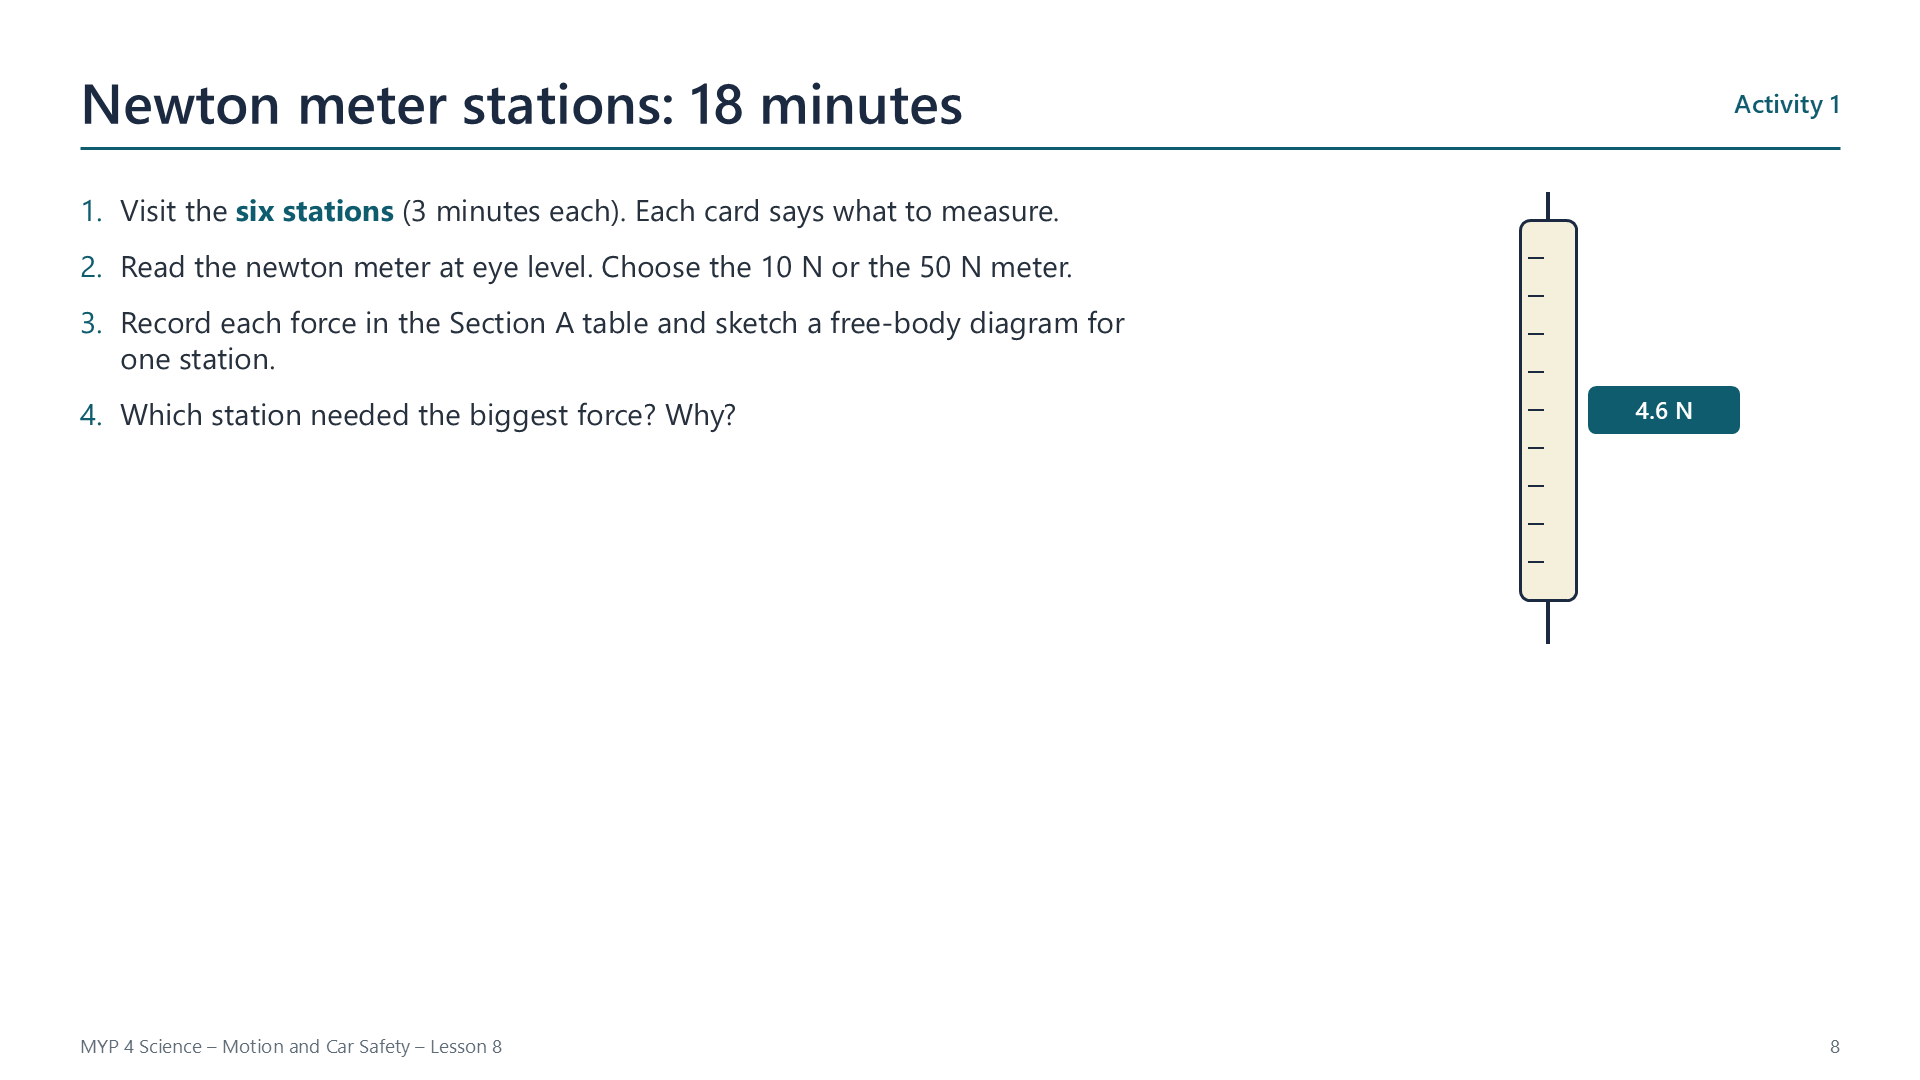 Newton meter stations: 18 minutes
Activity 1
1. Visit the six stations (3 minutes each). Each card says what to measure.
2. Read the newton meter at eye level. Choose the 10 N or the 50 N meter.
3. Record each force in the Section A table and sketch a free-body diagram for
one station.
4. Which station needed the biggest force? Why?
4.6 N
MYP 4 Science – Motion and Car Safety – Lesson 8
8